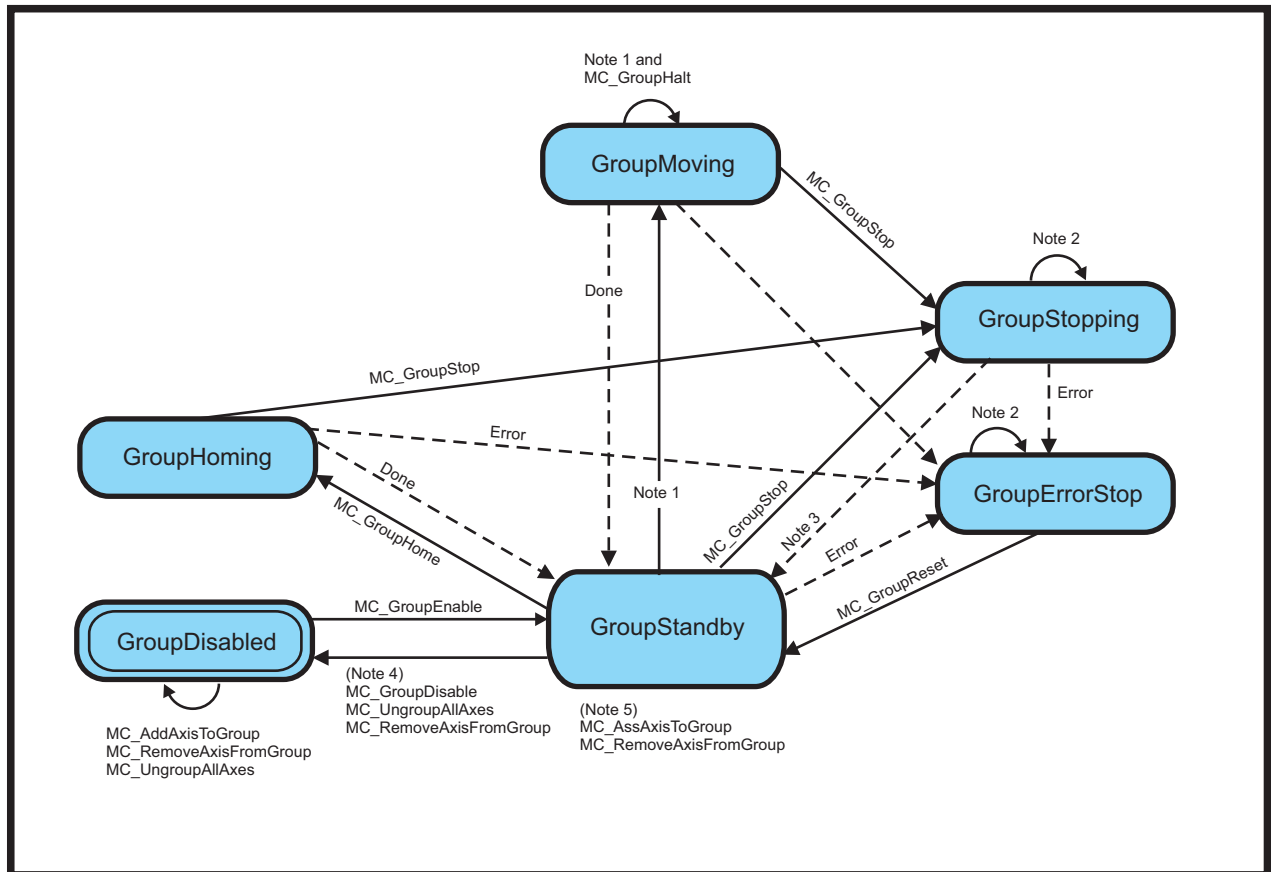 Note 1 and
MC_GroupHalt
GroupMoving
MC_GroupStop
Note 2
GroupStopping
Done
MC_GroupStop
Error
Note 2
GroupHoming
Error
GroupErrorStop
Done
MC_GroupHome
Note 1
MC_GroupStop
Note 3
Error
MC_GroupReset
GroupStandby
MC_GroupEnable
GroupDisabled
(Note 4)
MC_GroupDisable
MC_UngroupAllAxes
MC_RemoveAxisFromGroup
(Note 5)
MC_AssAxisToGroup
MC_RemoveAxisFromGroup
MC_AddAxisToGroup
MC_RemoveAxisFromGroup
MC_UngroupAllAxes